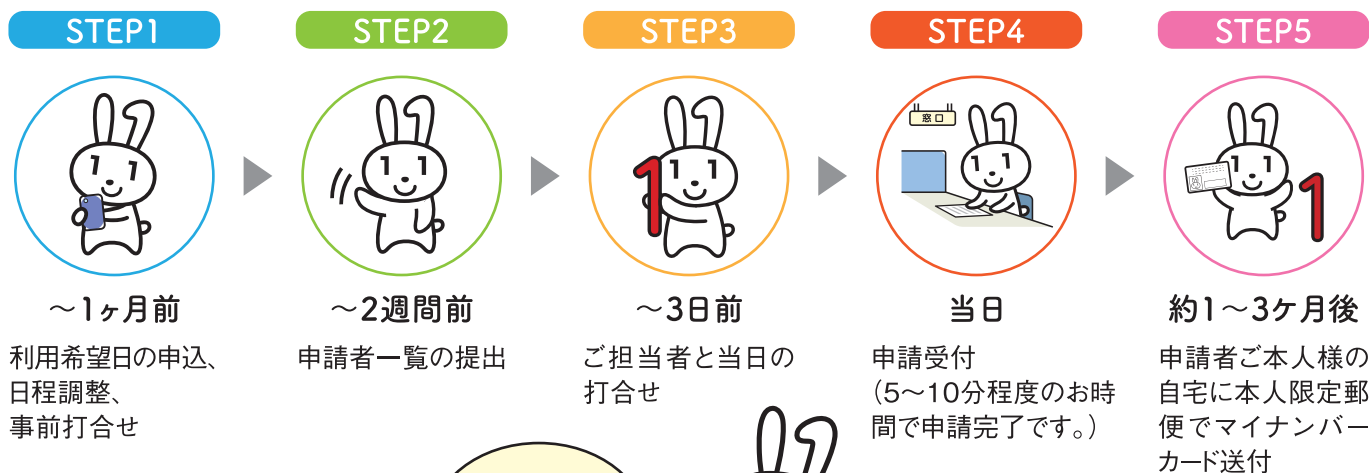 STEP1
STEP2
STEP3
STEP4
STEP5
窓口
～1ヶ月前
利用希望日の申込、
日程調整、
事前打合せ
～2週間前
申請者一覧の提出
～3日前
ご担当者と当日の
打合せ
当日
申請受付
（5～10分程度のお時
間で申請完了です。）
約1～3ケ月後
申請者ご本人様の
自宅に本人限定郵
便でマイナンバー
カード送付